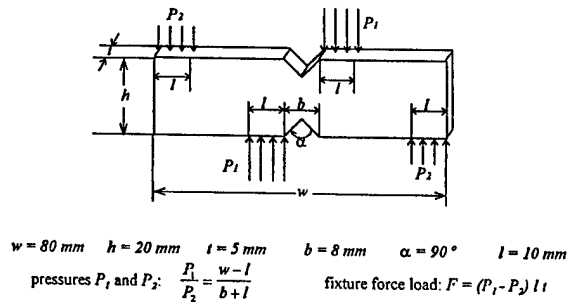 P2 P1
t
l l
h
l b l
α
P1 P2
w
w = 80 mm h = 20 mm t = 5 mm b = 8 mm α = 90° l = 10 mm
pressures P1 and P2: P1/P2 = w - l / b + l fixture force load: F = (P1 - P2) l t